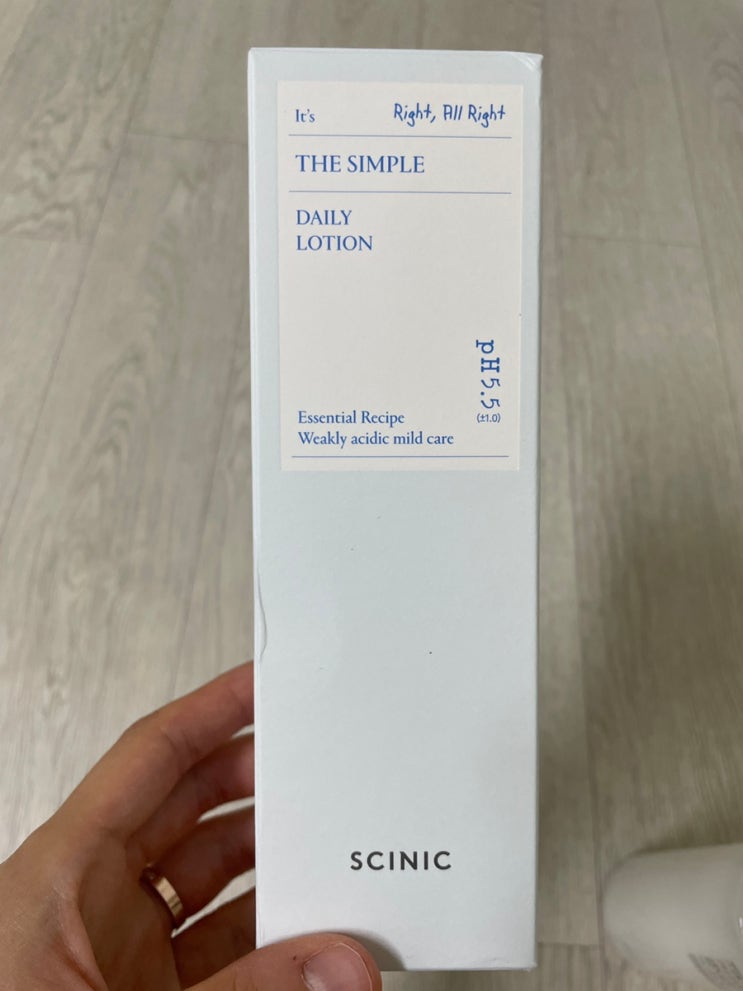 It's Right, All Right
THE SIMPLE
DAILY
LOTION
pH5.5
(±1.0)
Essential Recipe
Weakly acidic mild care
SCINIC